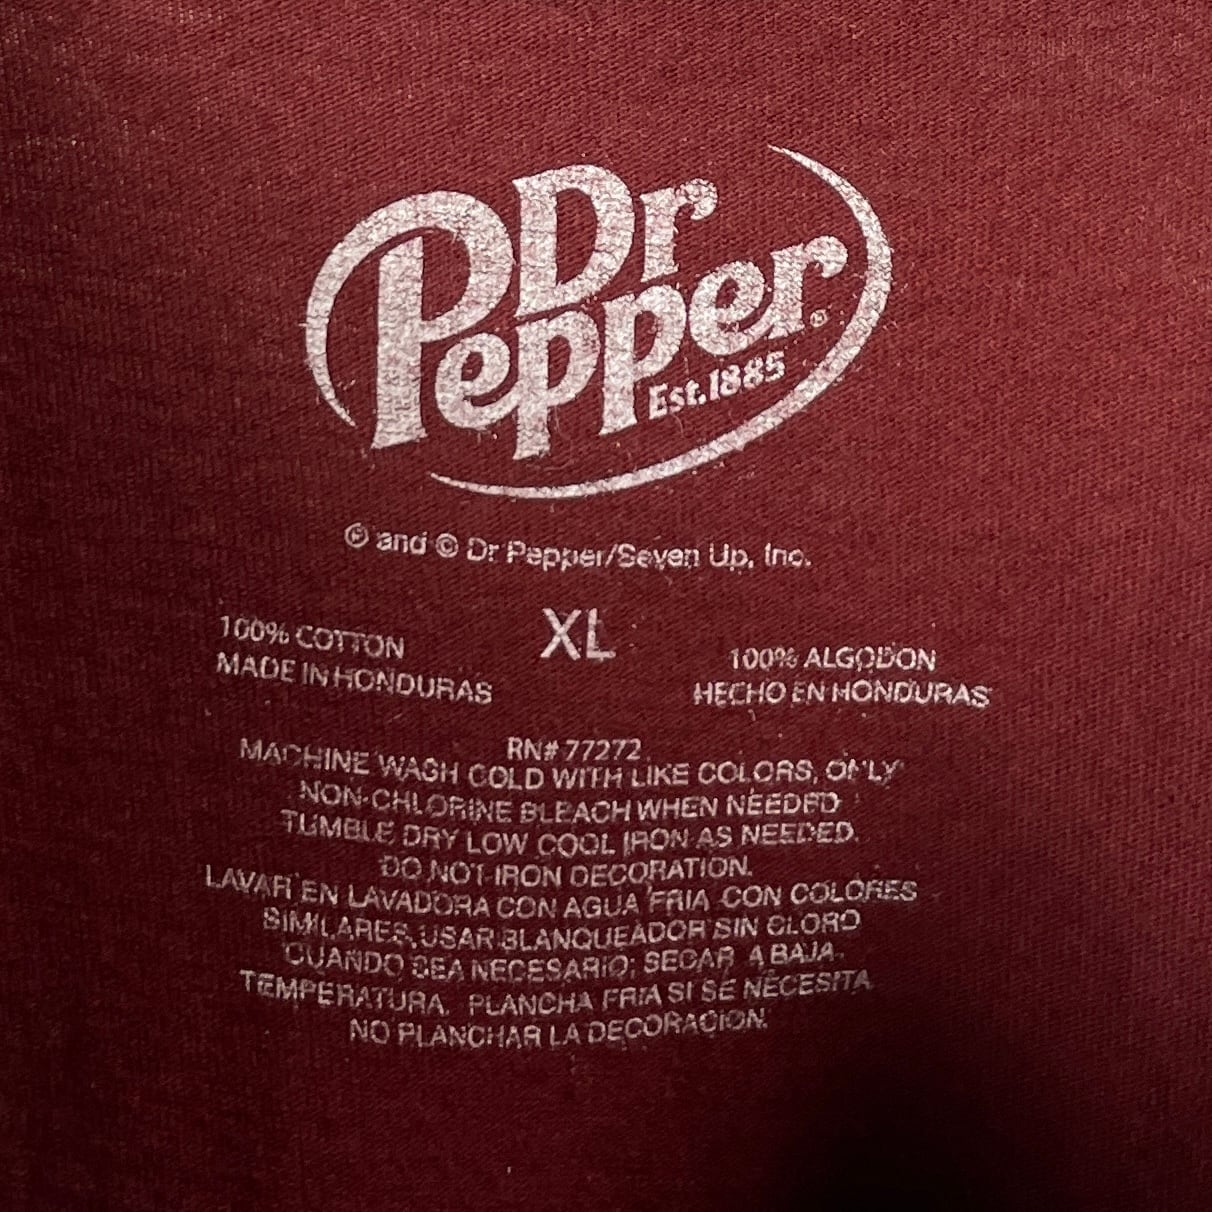 Dr
Pepper®
Est.1885
® and © Dr Pepper/Seven Up, Inc.
XL
100% COTTON
MADE IN HONDURAS
100% ALGODON
HECHO EN HONDURAS
RN# 77272
MACHINE WASH COLD WITH LIKE COLORS, ONLY
NON-CHLORINE BLEACH WHEN NEEDED
TUMBLE DRY LOW COOL IRON AS NEEDED.
DO NOT IRON DECORATION.
LAVAR EN LAVADORA CON AGUA FRIA CON COLORES
SIMILARES, USAR BLANQUEADOR SIN CLORO
CUANDO SEA NECESARIO; SECAR A BAJA
TEMPERATURA. PLANCHA FRIA SI SE NECESITA
NO PLANCHAR LA DECORACION.